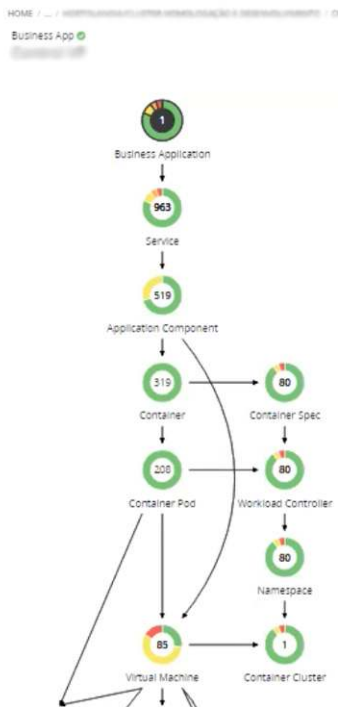 HOME / ... /
Business App
1
Business Application
963
Service
519
Application Component
319 80
Container Container Spec
208 80
Container Pod Workload Controller
80
Namespace
85 1
Virtual Machine Container Cluster